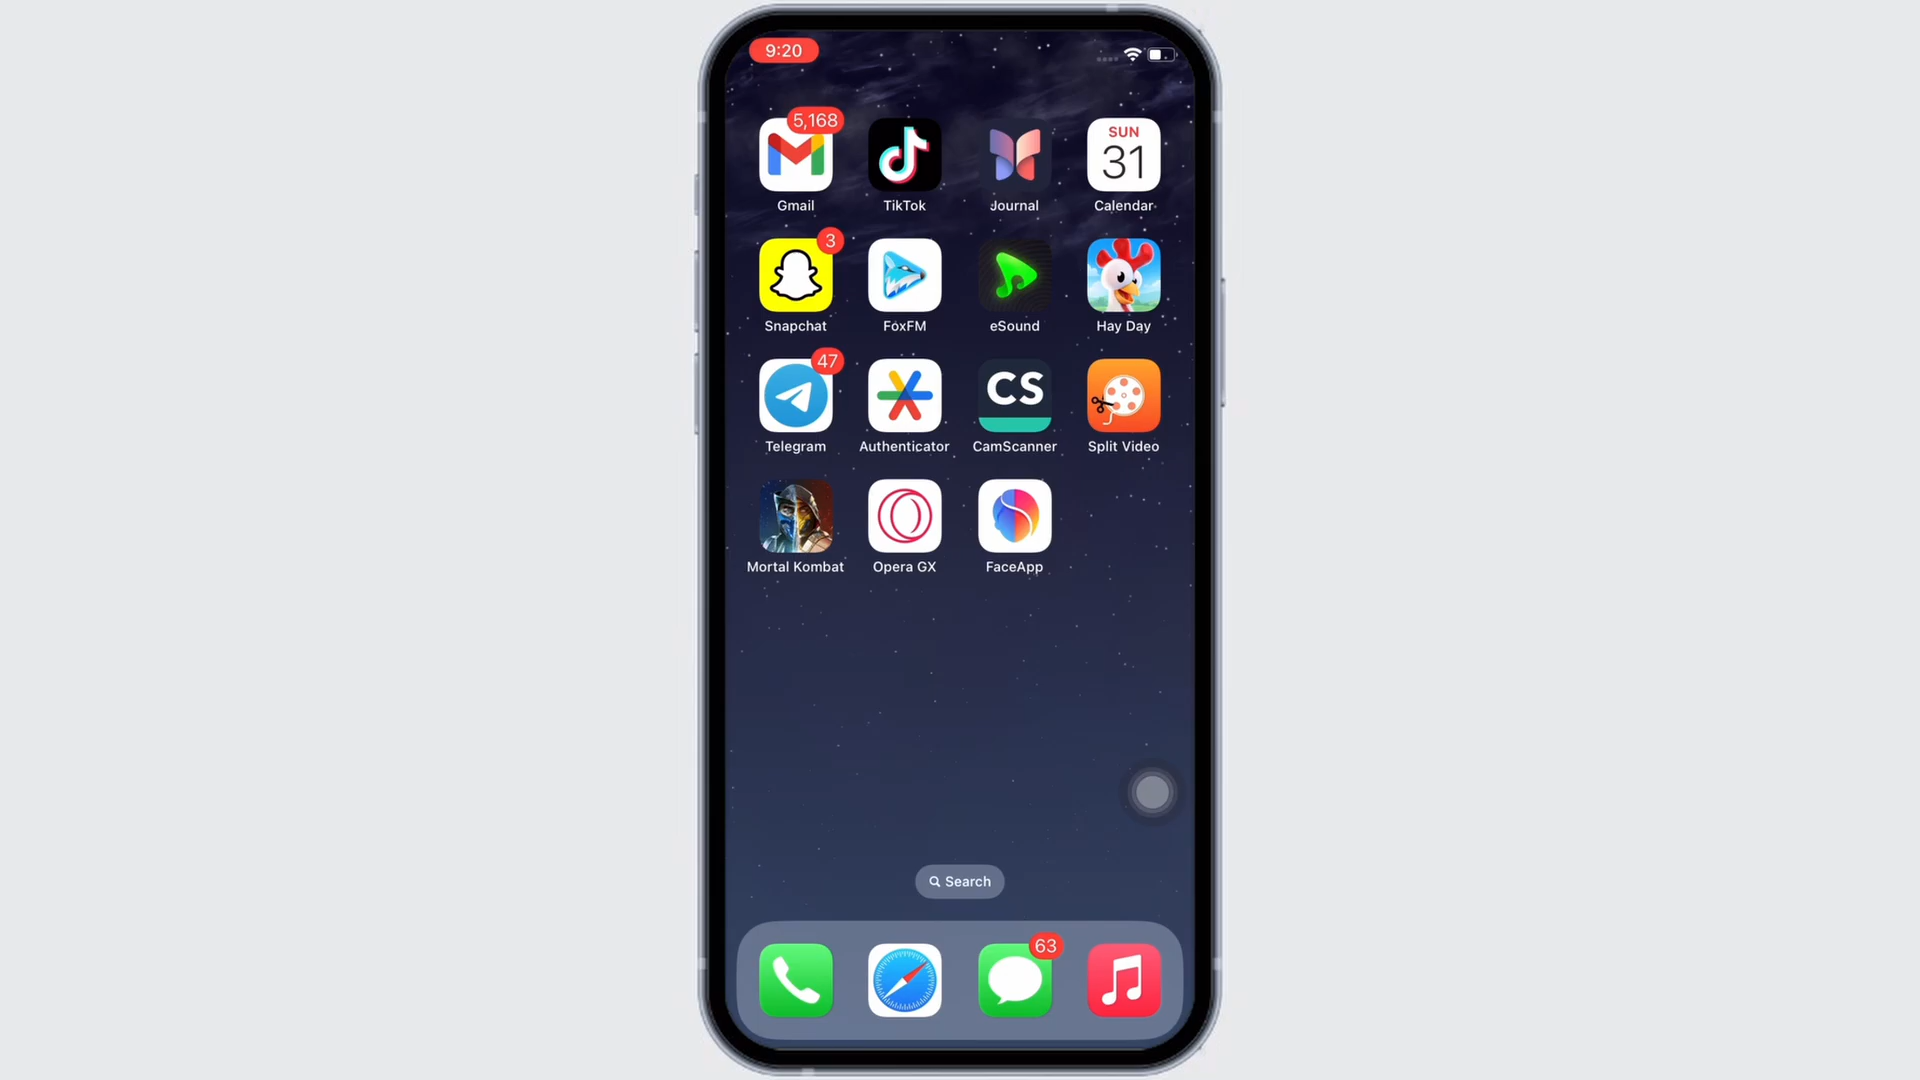 9:20
5,168
SUN
31
Gmail TikTok Journal Calendar
3
Snapchat FoxFM eSound Hay Day
47
CS
Telegram Authenticator CamScanner Split Video
Mortal Kombat Opera GX FaceApp
Search
63